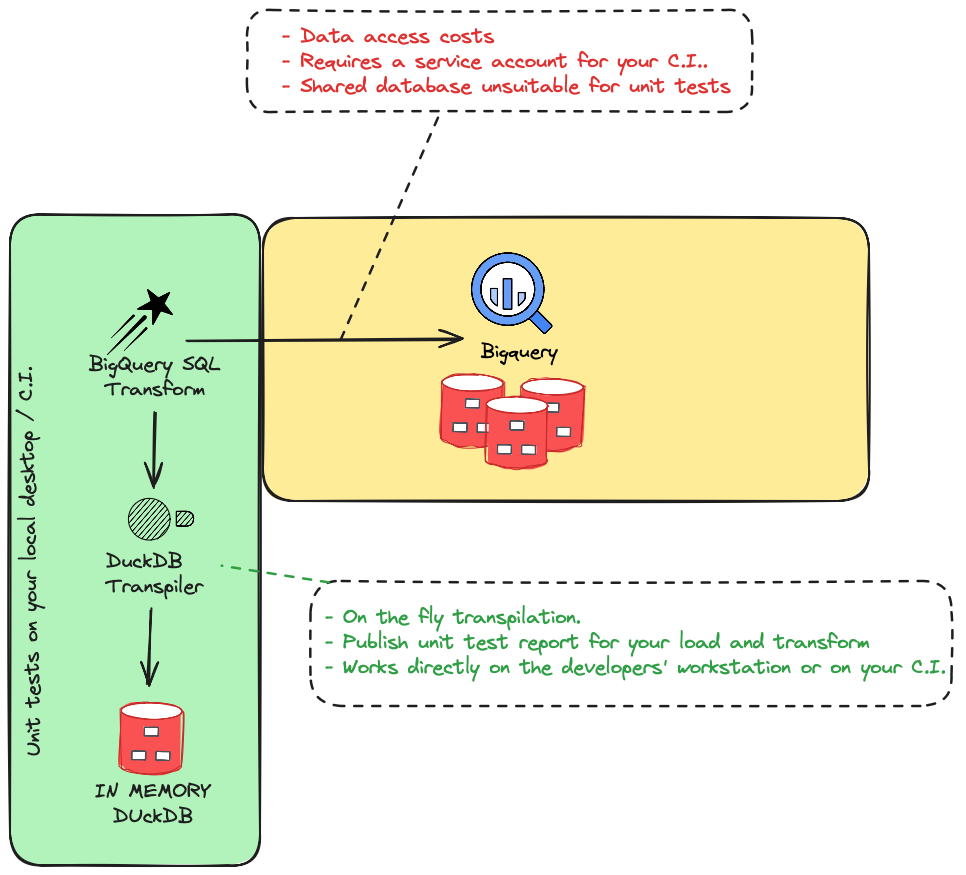 - Data access costs
- Requires a service account for your C.I..
- Shared database unsuitable for unit tests
Unit tests on your local desktop / C.I.
BigQuery SQL
Transform
Bigquery
DuckDB
Transpiler
- On the fly transpilation.
- Publish unit test report for your load and transform
- Works directly on the developers' workstation or on your C.I.
IN MEMORY
DUckDB